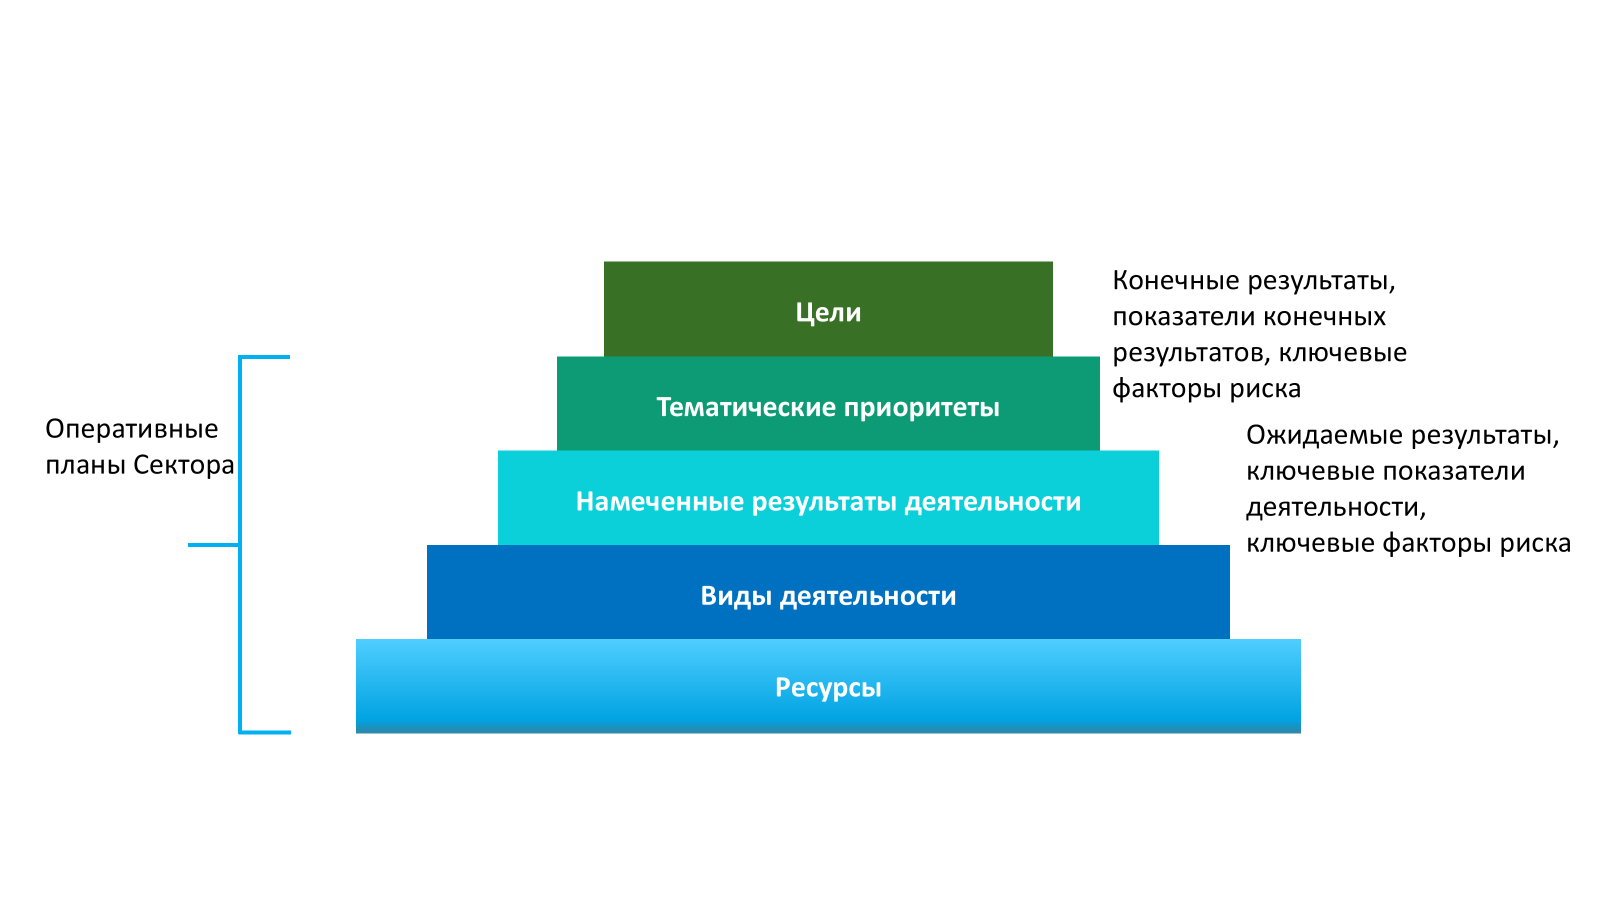 Цели
Конечные результаты,
показатели конечных
результатов, ключевые
факторы риска
Тематические приоритеты
Оперативные
планы Сектора
Ожидаемые результаты,
ключевые показатели
деятельности,
ключевые факторы риска
Намеченные результаты деятельности
Виды деятельности
Ресурсы